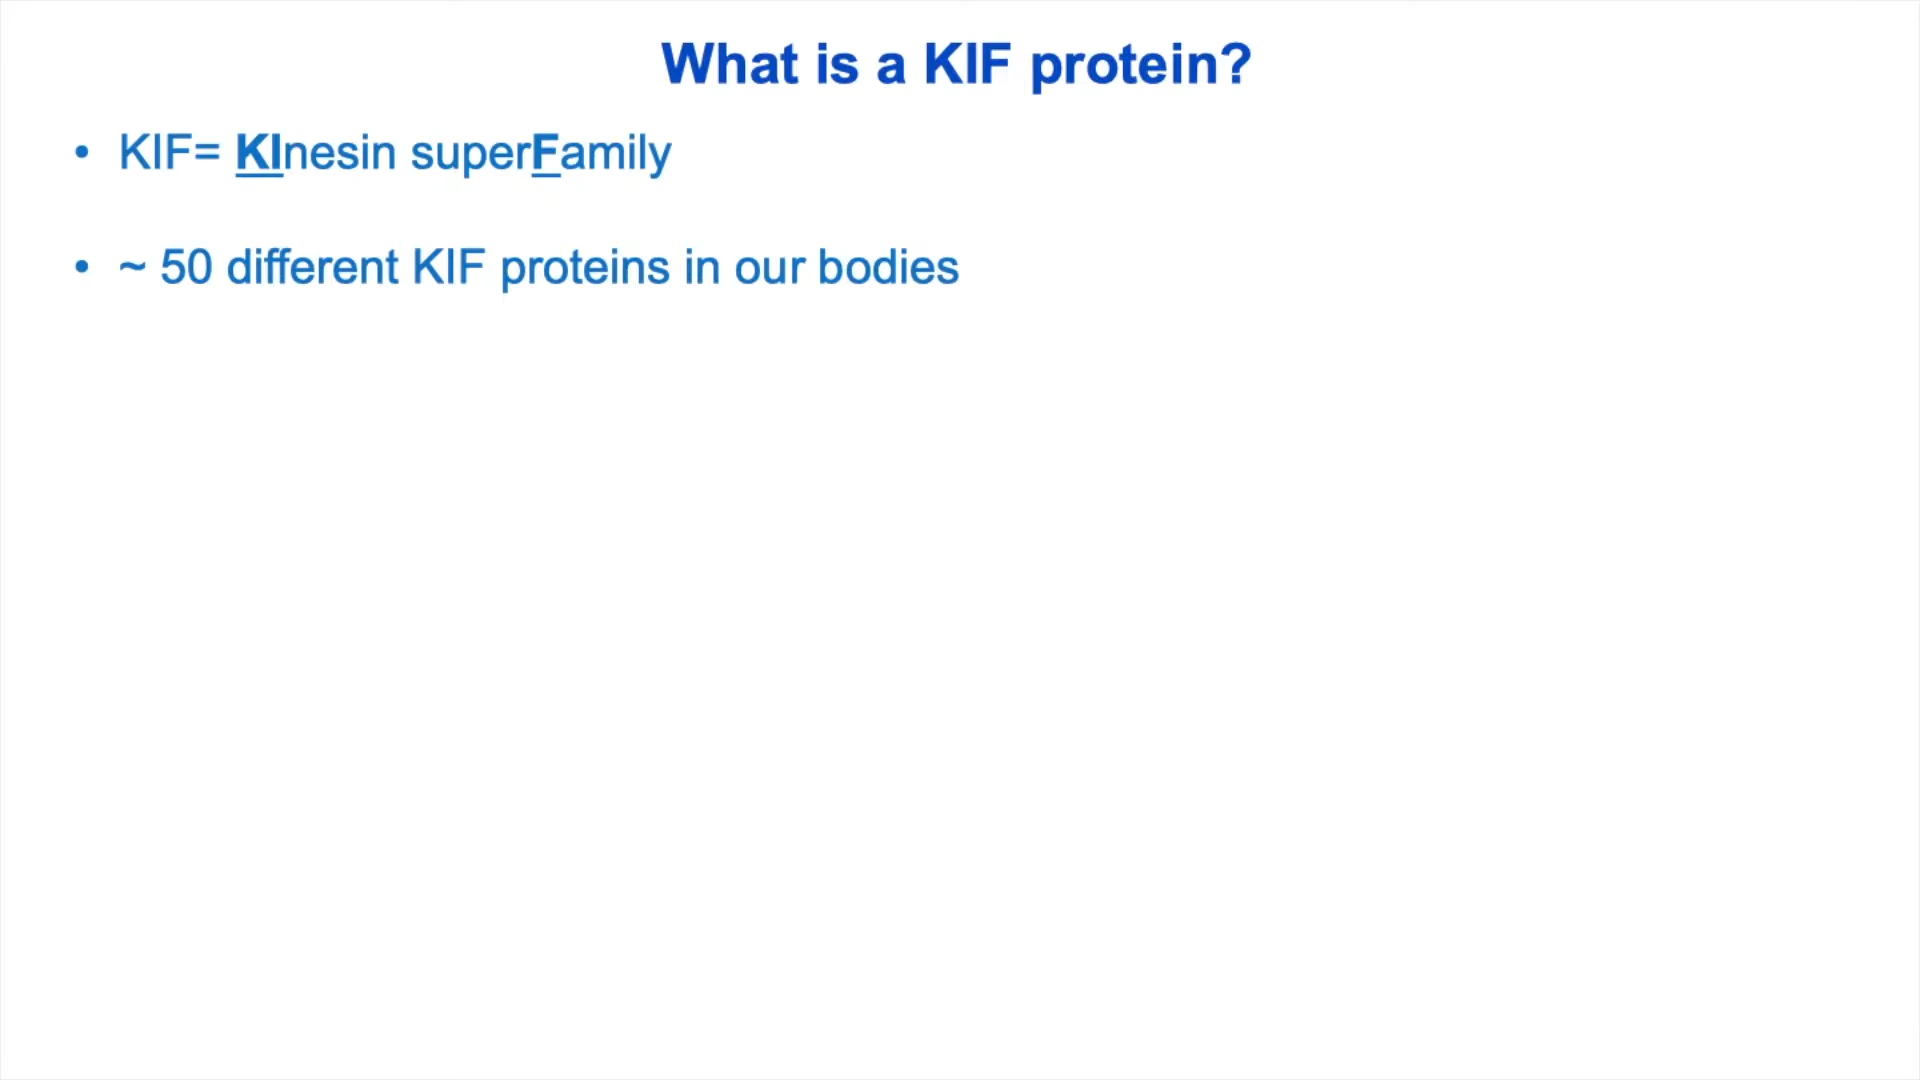 What is a KIF protein?
• KIF= KInesin superFamily
• ~ 50 different KIF proteins in our bodies